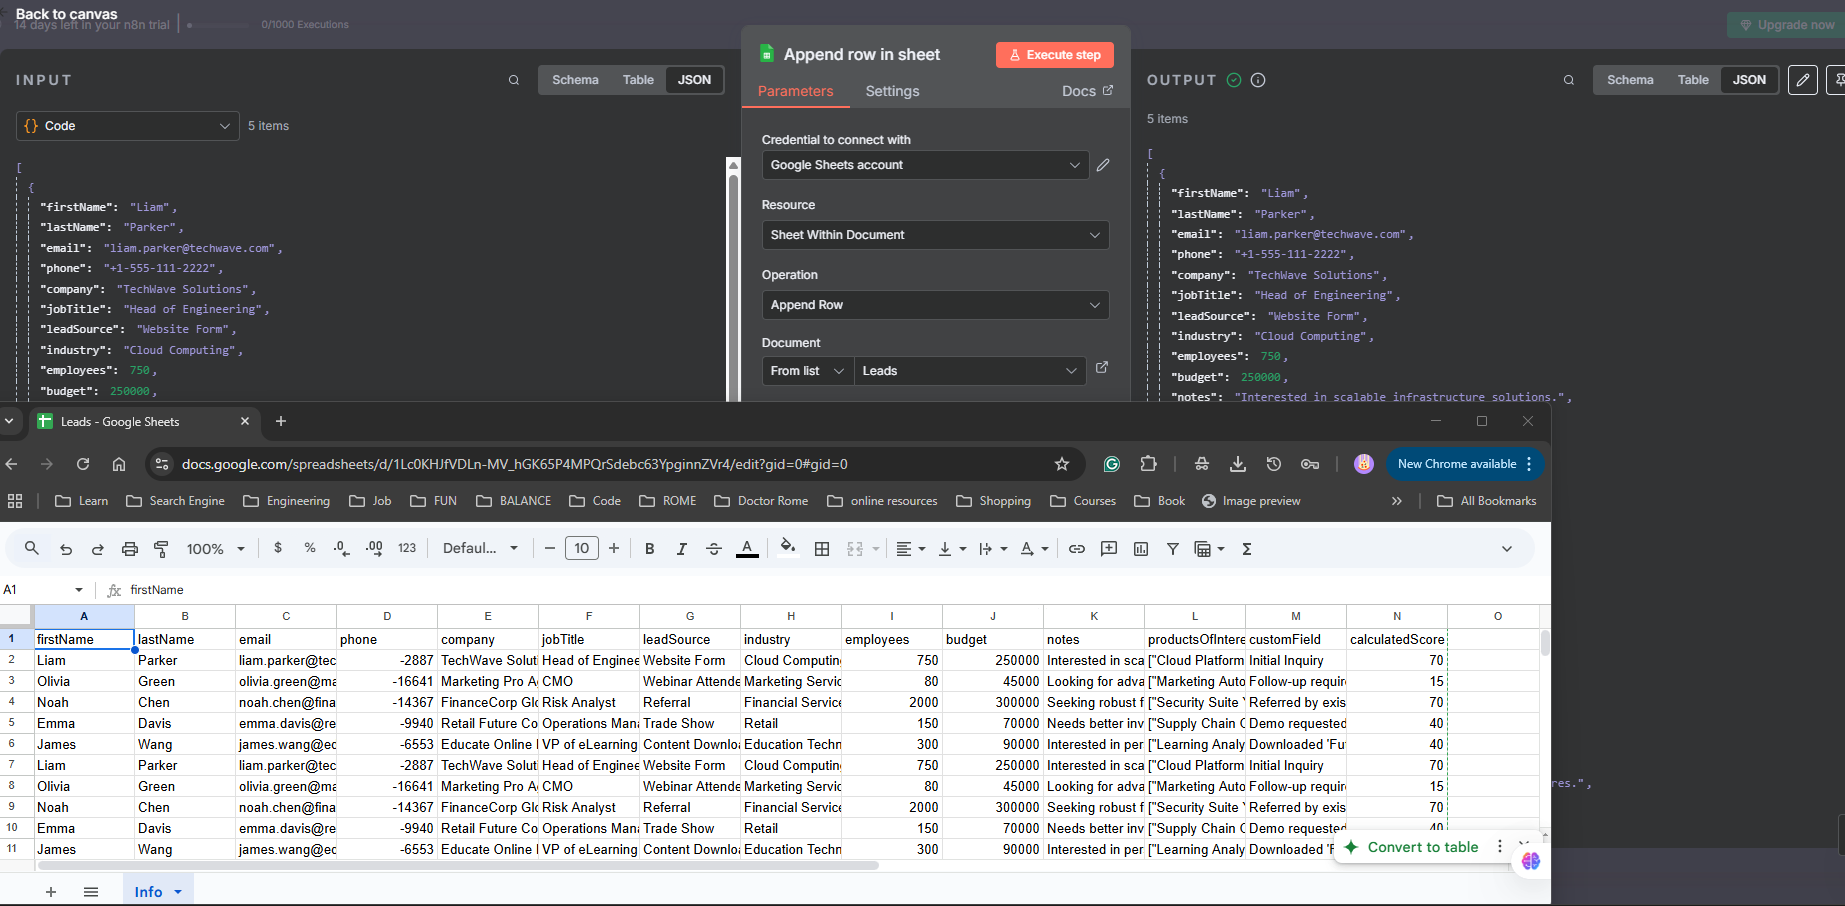 Back to canvas
14 days left in your n8n trial
0/1000 Executions
Upgrade now
INPUT
Schema
Table
JSON
Code
5 items
[
{
"firstName": "Liam",
"lastName": "Parker",
"email": "liam.parker@techwave.com",
"phone": "+1-555-111-2222",
"company": "TechWave Solutions",
"jobTitle": "Head of Engineering",
"leadSource": "Website Form",
"industry": "Cloud Computing",
"employees": 750,
"budget": 250000,
Append row in sheet
Execute step
Parameters
Settings
Docs
Credential to connect with
Google Sheets account
Resource
Sheet Within Document
Operation
Append Row
Document
From list
Leads
OUTPUT
Schema
Table
JSON
5 items
[
{
"firstName": "Liam",
"lastName": "Parker",
"email": "liam.parker@techwave.com",
"phone": "+1-555-111-2222",
"company": "TechWave Solutions",
"jobTitle": "Head of Engineering",
"leadSource": "Website Form",
"industry": "Cloud Computing",
"employees": 750,
"budget": 250000,
"notes": "Interested in scalable infrastructure solutions.",
res.",
Leads - Google Sheets
docs.google.com/spreadsheets/d/1Lc0KHJfVDLn-MV_hGK65P4MPQrSdebc63YpginnZVr4/edit?gid=0#gid=0
New Chrome available
Learn Search Engine Engineering Job FUN BALANCE Code ROME Doctor Rome online resources Shopping Courses Book Image preview » All Bookmarks
100% $ % .0 .00 123 Defaul... − 10 + B I A Σ
A1 fx firstName
A B C D E F G H I J K L M N O
1 firstName lastName email phone company jobTitle leadSource industry employees budget notes productsOfIntere customField calculatedScore
2 Liam Parker liam.parker@tec -2887 TechWave Solut Head of Enginee Website Form Cloud Computin 750 250000 Interested in sca ["Cloud Platform Initial Inquiry 70
3 Olivia Green olivia.green@ma -16641 Marketing Pro A CMO Webinar Attende Marketing Servic 80 45000 Looking for adva ["Marketing Auto Follow-up requir 15
4 Noah Chen noah.chen@fina -14367 FinanceCorp Glo Risk Analyst Referral Financial Service 2000 300000 Seeking robust f ["Security Suite Referred by exis 70
5 Emma Davis emma.davis@re -9940 Retail Future Co Operations Man Trade Show Retail 150 70000 Needs better inv ["Supply Chain C Demo requested 40
6 James Wang james.wang@ec -6553 Educate Online VP of eLearning Content Downlo Education Techn 300 90000 Interested in per ["Learning Analy Downloaded 'Fu 40
7 Liam Parker liam.parker@tec -2887 TechWave Solut Head of Enginee Website Form Cloud Computin 750 250000 Interested in sca ["Cloud Platform Initial Inquiry 70
8 Olivia Green olivia.green@ma -16641 Marketing Pro A CMO Webinar Attende Marketing Servic 80 45000 Looking for adva ["Marketing Auto Follow-up requir 15
9 Noah Chen noah.chen@fina -14367 FinanceCorp Glo Risk Analyst Referral Financial Service 2000 300000 Seeking robust f ["Security Suite Referred by exis 70
10 Emma Davis emma.davis@re -9940 Retail Future Co Operations Man Trade Show Retail 150 70000 Needs better inv ["Supply Chain C Demo requested 40
11 James Wang james.wang@ec -6553 Educate Online VP of eLearning Content Downlo Education Techn 300 90000 Interested in per ["Learning Analy Downloaded 'F
Convert to table
Info